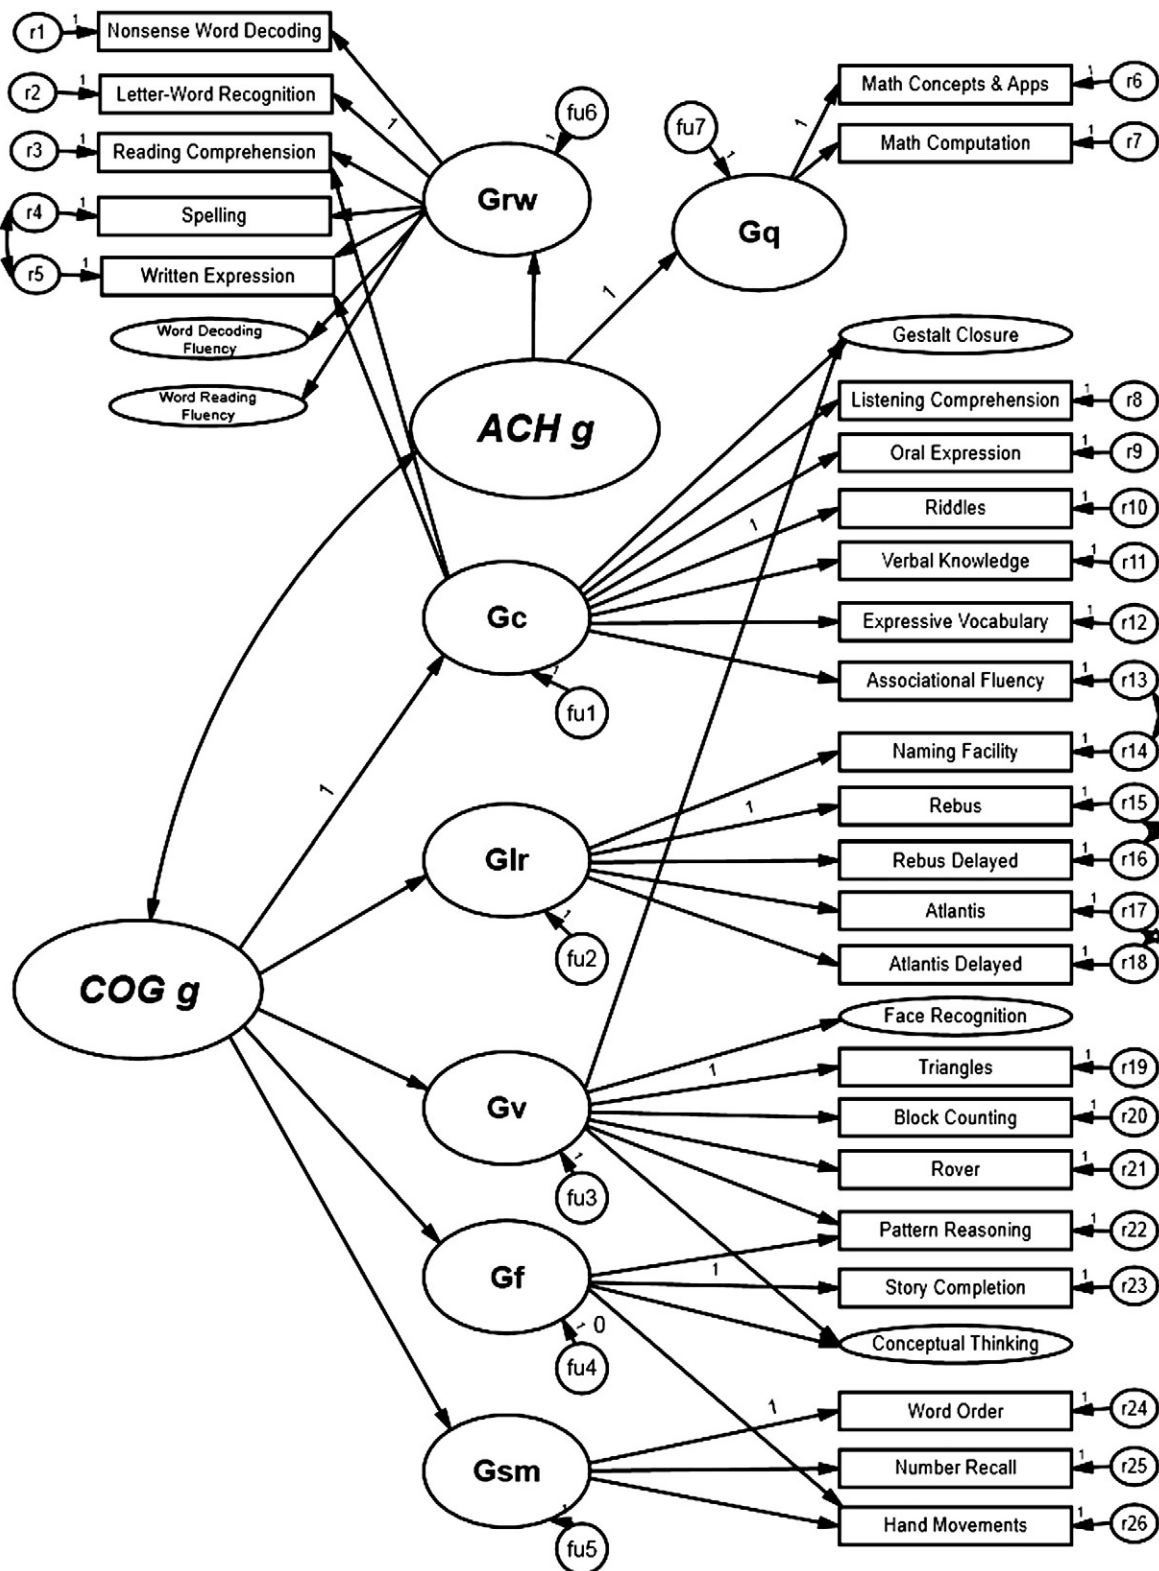 r1
1
Nonsense Word Decoding
r2
1
Letter-Word Recognition
r3
1
Reading Comprehension
r4
1
Spelling
r5
1
Written Expression
Word Decoding
Fluency
Word Reading
Fluency
1
Grw
1
fu6
fu7
1
Gq
1
Math Concepts & Apps
1
r6
Math Computation
1
r7
1
ACH g
Gestalt Closure
Listening Comprehension
1
r8
Oral Expression
1
r9
1
Riddles
1
r10
Verbal Knowledge
1
r11
Expressive Vocabulary
1
r12
Associational Fluency
1
r13
Gc
1
fu1
1
Naming Facility
1
r14
1
Rebus
1
r15
Rebus Delayed
1
r16
Atlantis
1
r17
Atlantis Delayed
1
r18
Glr
1
fu2
COG g
Face Recognition
1
Triangles
1
r19
Block Counting
1
r20
Rover
1
r21
Gv
1
fu3
Pattern Reasoning
1
r22
1
Story Completion
1
r23
Conceptual Thinking
Gf
1
0
fu4
1
Word Order
1
r24
Number Recall
1
r25
Hand Movements
1
r26
Gsm
1
fu5